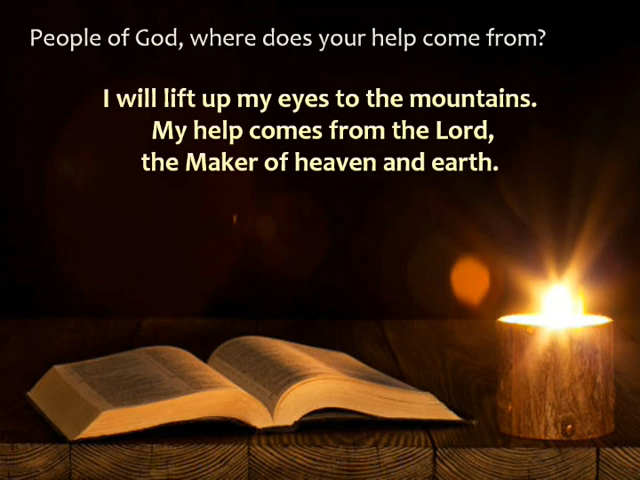 People of God, where does your help come from?
I will lift up my eyes to the mountains.
My help comes from the Lord,
the Maker of heaven and earth.